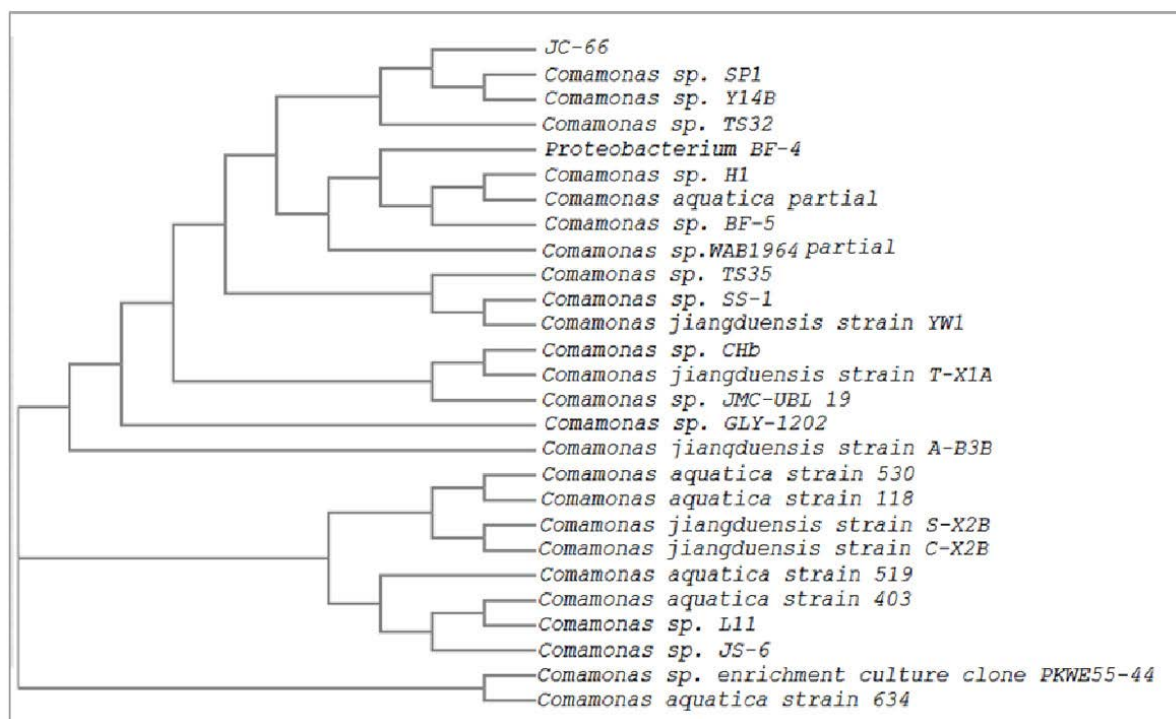 JC-66
Comamonas sp. SP1
Comamonas sp. Y14B
Comamonas sp. TS32
Proteobacterium BF-4
Comamonas sp. H1
Comamonas aquatica partial
Comamonas sp. BF-5
Comamonas sp.WAB1964 partial
Comamonas sp. TS35
Comamonas sp. SS-1
Comamonas jiangduensis strain YW1
Comamonas sp. CHb
Comamonas jiangduensis strain T-X1A
Comamonas sp. JMC-UBL 19
Comamonas sp. GLY-1202
Comamonas jiangduensis strain A-B3B
Comamonas aquatica strain 530
Comamonas aquatica strain 118
Comamonas jiangduensis strain S-X2B
Comamonas jiangduensis strain C-X2B
Comamonas aquatica strain 519
Comamonas aquatica strain 403
Comamonas sp. L11
Comamonas sp. JS-6
Comamonas sp. enrichment culture clone PKWE55-44
Comamonas aquatica strain 634